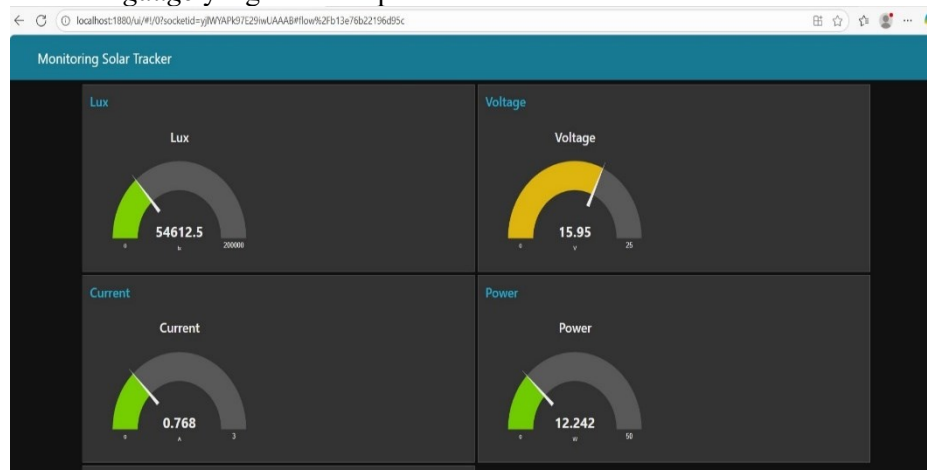 localhost:1880/ui/#!/0?socketid=yjlWYAPk97E29iwUAAAB#flow%2Fb13e76b22196d95c
Monitoring Solar Tracker
Lux
Lux
54612.5
lx
0
200000
Voltage
Voltage
15.95
V
0
25
Current
Current
0.768
A
0
3
Power
Power
12.242
W
0
50